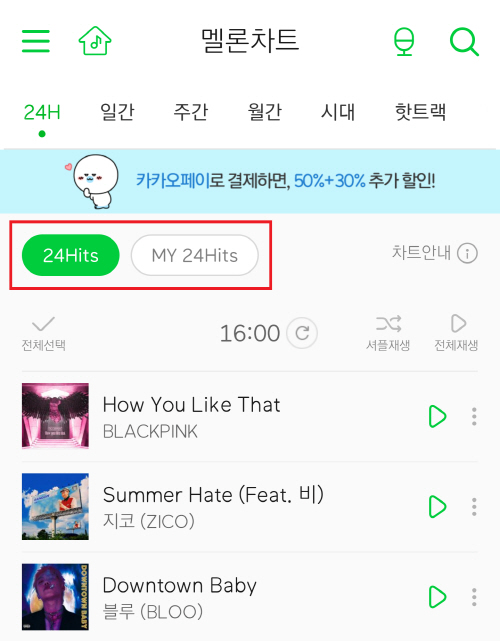 멜론차트
24H 일간 주간 월간 시대 핫트랙
카카오페이로 결제하면, 50%+30% 추가 할인!
24Hits MY 24Hits 차트안내
전체선택 16:00 셔플재생 전체재생
How You Like That
BLACKPINK
Summer Hate (Feat. 비)
지코 (ZICO)
Downtown Baby
블루 (BLOO)
DOWNTOWN BABY